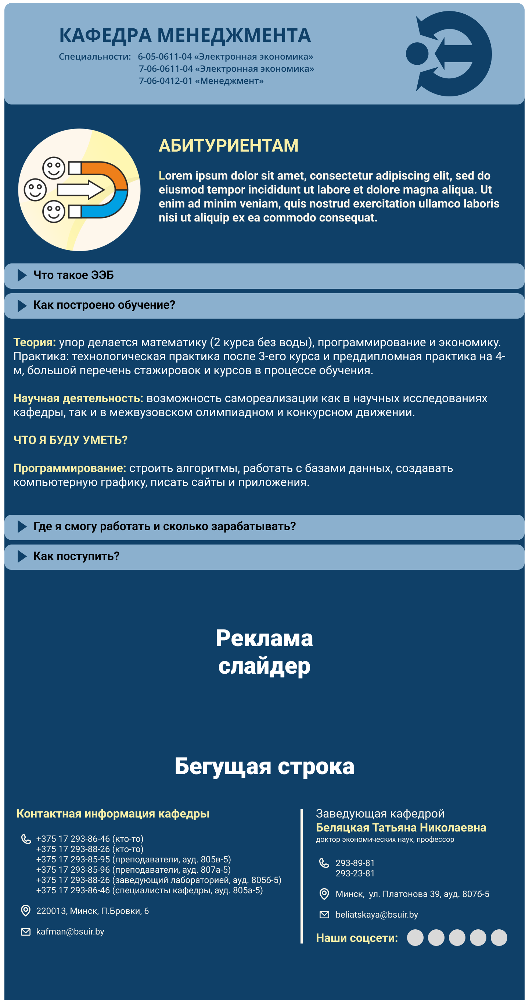 КАФЕДРА МЕНЕДЖМЕНТА
Специальности: 6-05-0611-04 «Электронная экономика»
7-06-0611-04 «Электронная экономика»
7-06-0412-01 «Менеджмент»
АБИТУРИЕНТАМ
Lorem ipsum dolor sit amet, consectetur adipiscing elit, sed do
eiusmod tempor incididunt ut labore et dolore magna aliqua. Ut
enim ad minim veniam, quis nostrud exercitation ullamco laboris
nisi ut aliquip ex ea commodo consequat.
Что такое ЭЭБ
Как построено обучение?
Теория: упор делается математику (2 курса без воды), программирование и экономику.
Практика: технологическая практика после 3-его курса и преддипломная практика на 4-
м, большой перечень стажировок и курсов в процессе обучения.
Научная деятельность: возможность самореализации как в научных исследованиях
кафедры, так и в межвузовском олимпиадном и конкурсном движении.
ЧТО Я БУДУ УМЕТЬ?
Программирование: строить алгоритмы, работать с базами данных, создавать
компьютерную графику, писать сайты и приложения.
Где я смогу работать и сколько зарабатывать?
Как поступить?
Реклама
слайдер
Бегущая строка
Контактная информация кафедры
+375 17 293-86-46 (кто-то)
+375 17 293-88-26 (кто-то)
+375 17 293-85-95 (преподаватели, ауд. 805в-5)
+375 17 293-85-96 (преподаватели, ауд. 807а-5)
+375 17 293-88-26 (заведующий лабораторией, ауд. 805б-5)
+375 17 293-86-46 (специалисты кафедры, ауд. 805а-5)
220013, Минск, П.Бровки, 6
kafman@bsuir.by
Заведующая кафедрой
Беляцкая Татьяна Николаевна
доктор экономических наук, профессор
293-89-81
293-23-81
Минск, ул. Платонова 39, ауд. 807б-5
beliatskaya@bsuir.by
Наши соцсети: